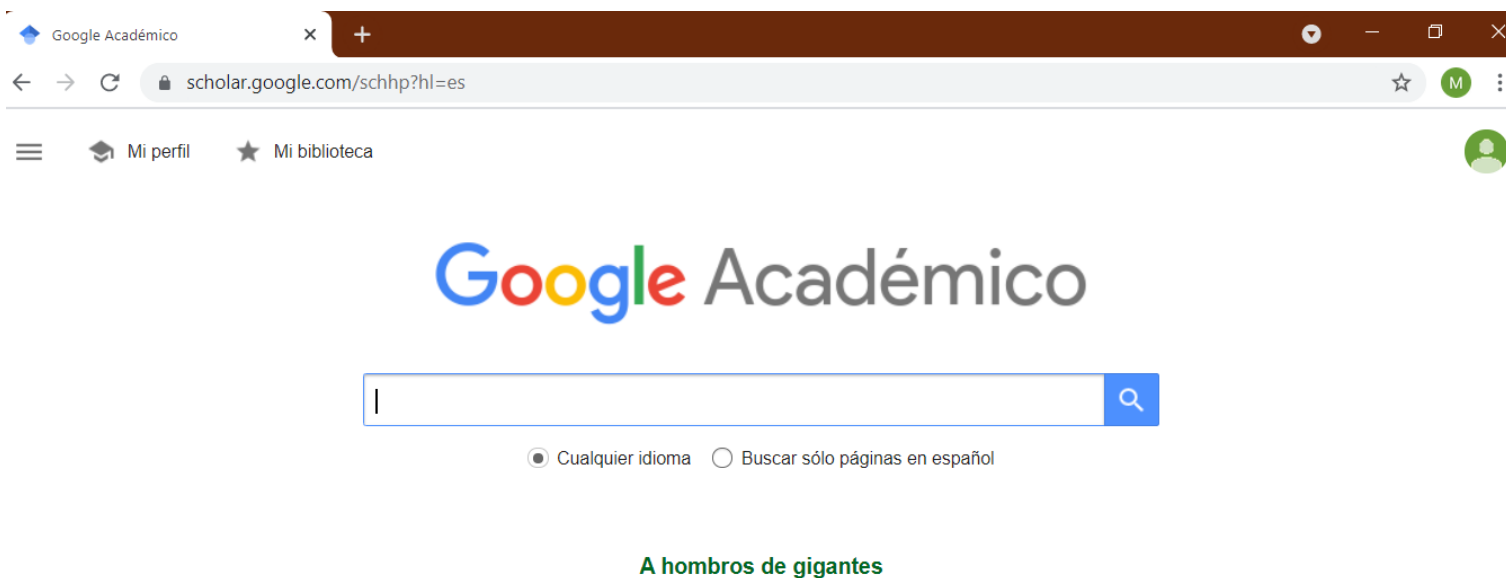 Google Académico
scholar.google.com/schhp?hl=es
M
Mi perfil Mi biblioteca
Google Académico
Cualquier idioma Buscar sólo páginas en español
A hombros de gigantes